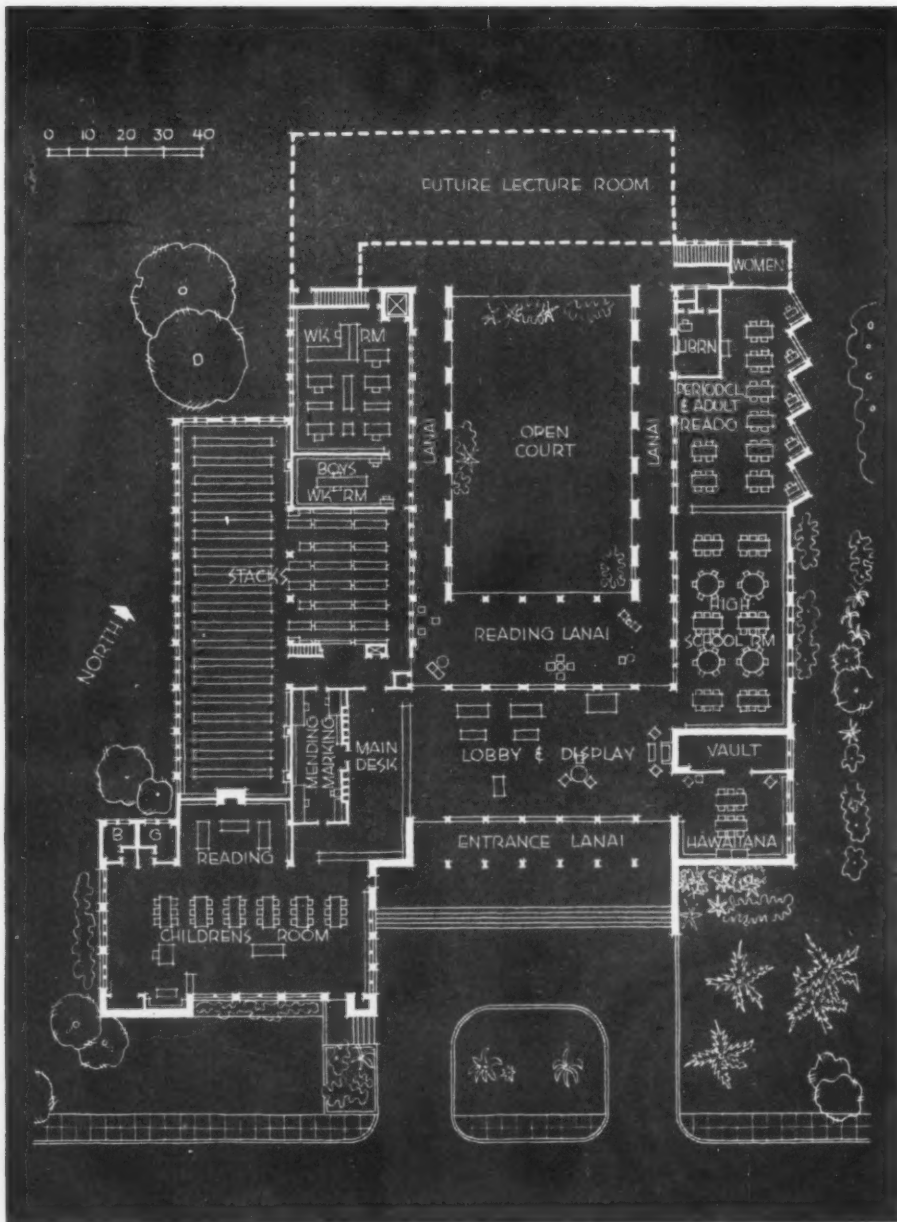 0 10 20 30 40
FUTURE LECTURE ROOM
WOMEN
WK'G RM
LIBRN
PERIODCL
& ADULT
READG
LANAI
OPEN
COURT
LANAI
BOYS
WK RM
STACKS
HIGH
SCHOOL RM
READING LANAI
NORTH
MENDING
MARKING
MAIN
DESK
LOBBY & DISPLAY
VAULT
B
G
READING
ENTRANCE LANAI
HAWAIIANA
CHILDRENS ROOM